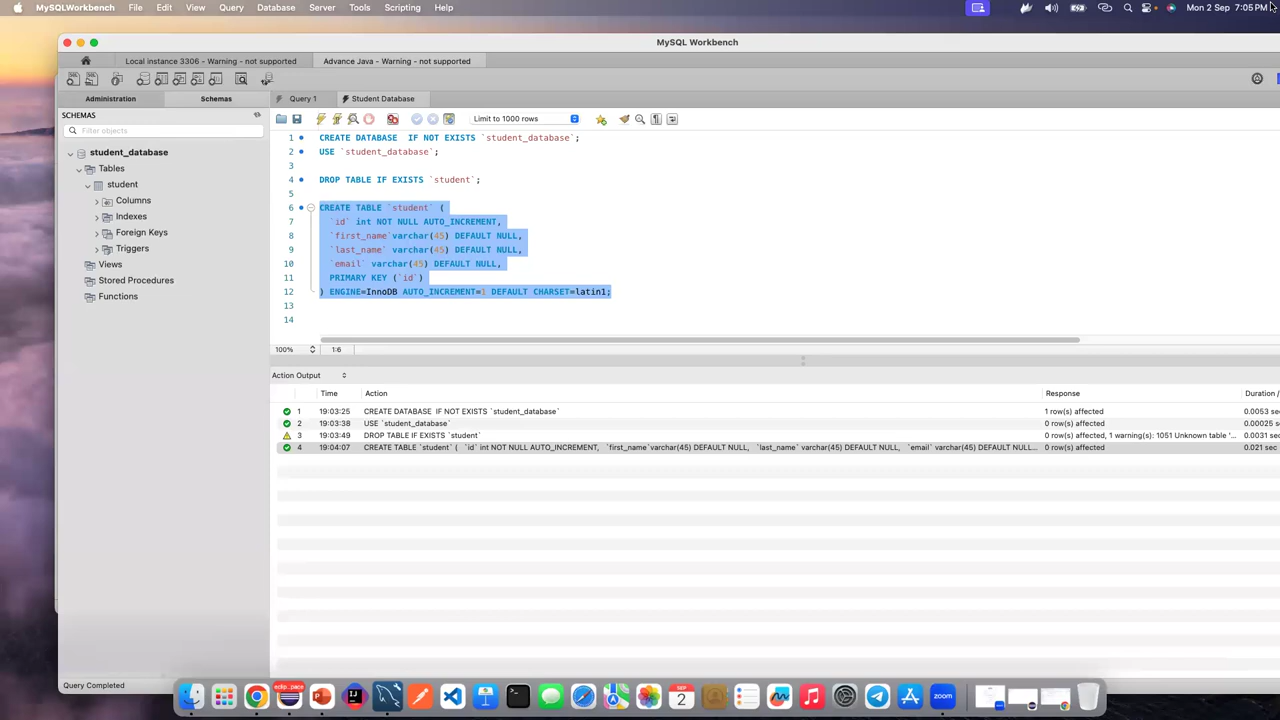 MySQLWorkbench File Edit View Query Database Server Tools Scripting Help Mon 2 Sep 7:05 PM
MySQL Workbench
Local instance 3306 - Warning - not supported Advance Java - Warning - not supported
Administration Schemas Query 1 Student Database
SCHEMAS
Filter objects
Limit to 1000 rows
student_database
Tables
student
Columns
Indexes
Foreign Keys
Triggers
Views
Stored Procedures
Functions
1 CREATE DATABASE  IF NOT EXISTS `student_database`;
2 USE `student_database`;
3
4 DROP TABLE IF EXISTS `student`;
5
6 CREATE TABLE `student` (
7 `id` int NOT NULL AUTO_INCREMENT,
8 `first_name`varchar(45) DEFAULT NULL,
9 `last_name` varchar(45) DEFAULT NULL,
10 `email` varchar(45) DEFAULT NULL,
11 PRIMARY KEY (`id`)
12 ) ENGINE=InnoDB AUTO_INCREMENT=1 DEFAULT CHARSET=latin1;
13
14
100% 1:6
Action Output
Time Action Response Duration /
1 19:03:25 CREATE DATABASE  IF NOT EXISTS `student_database` 1 row(s) affected 0.0053 sec
2 19:03:38 USE `student_database` 0 row(s) affected 0.00025 sec
3 19:03:49 DROP TABLE IF EXISTS `student` 0 row(s) affected, 1 warning(s): 1051 Unknown table '... 0.0031 sec
4 19:04:07 CREATE TABLE `student` (   `id` int NOT NULL AUTO_INCREMENT,   `first_name`varchar(45) DEFAULT NULL,   `last_name` varchar(45) DEFAULT NULL,   `email` varchar(45) DEFAULT NULL... 0 row(s) affected 0.021 sec
Query Completed
SEP
2
zoom